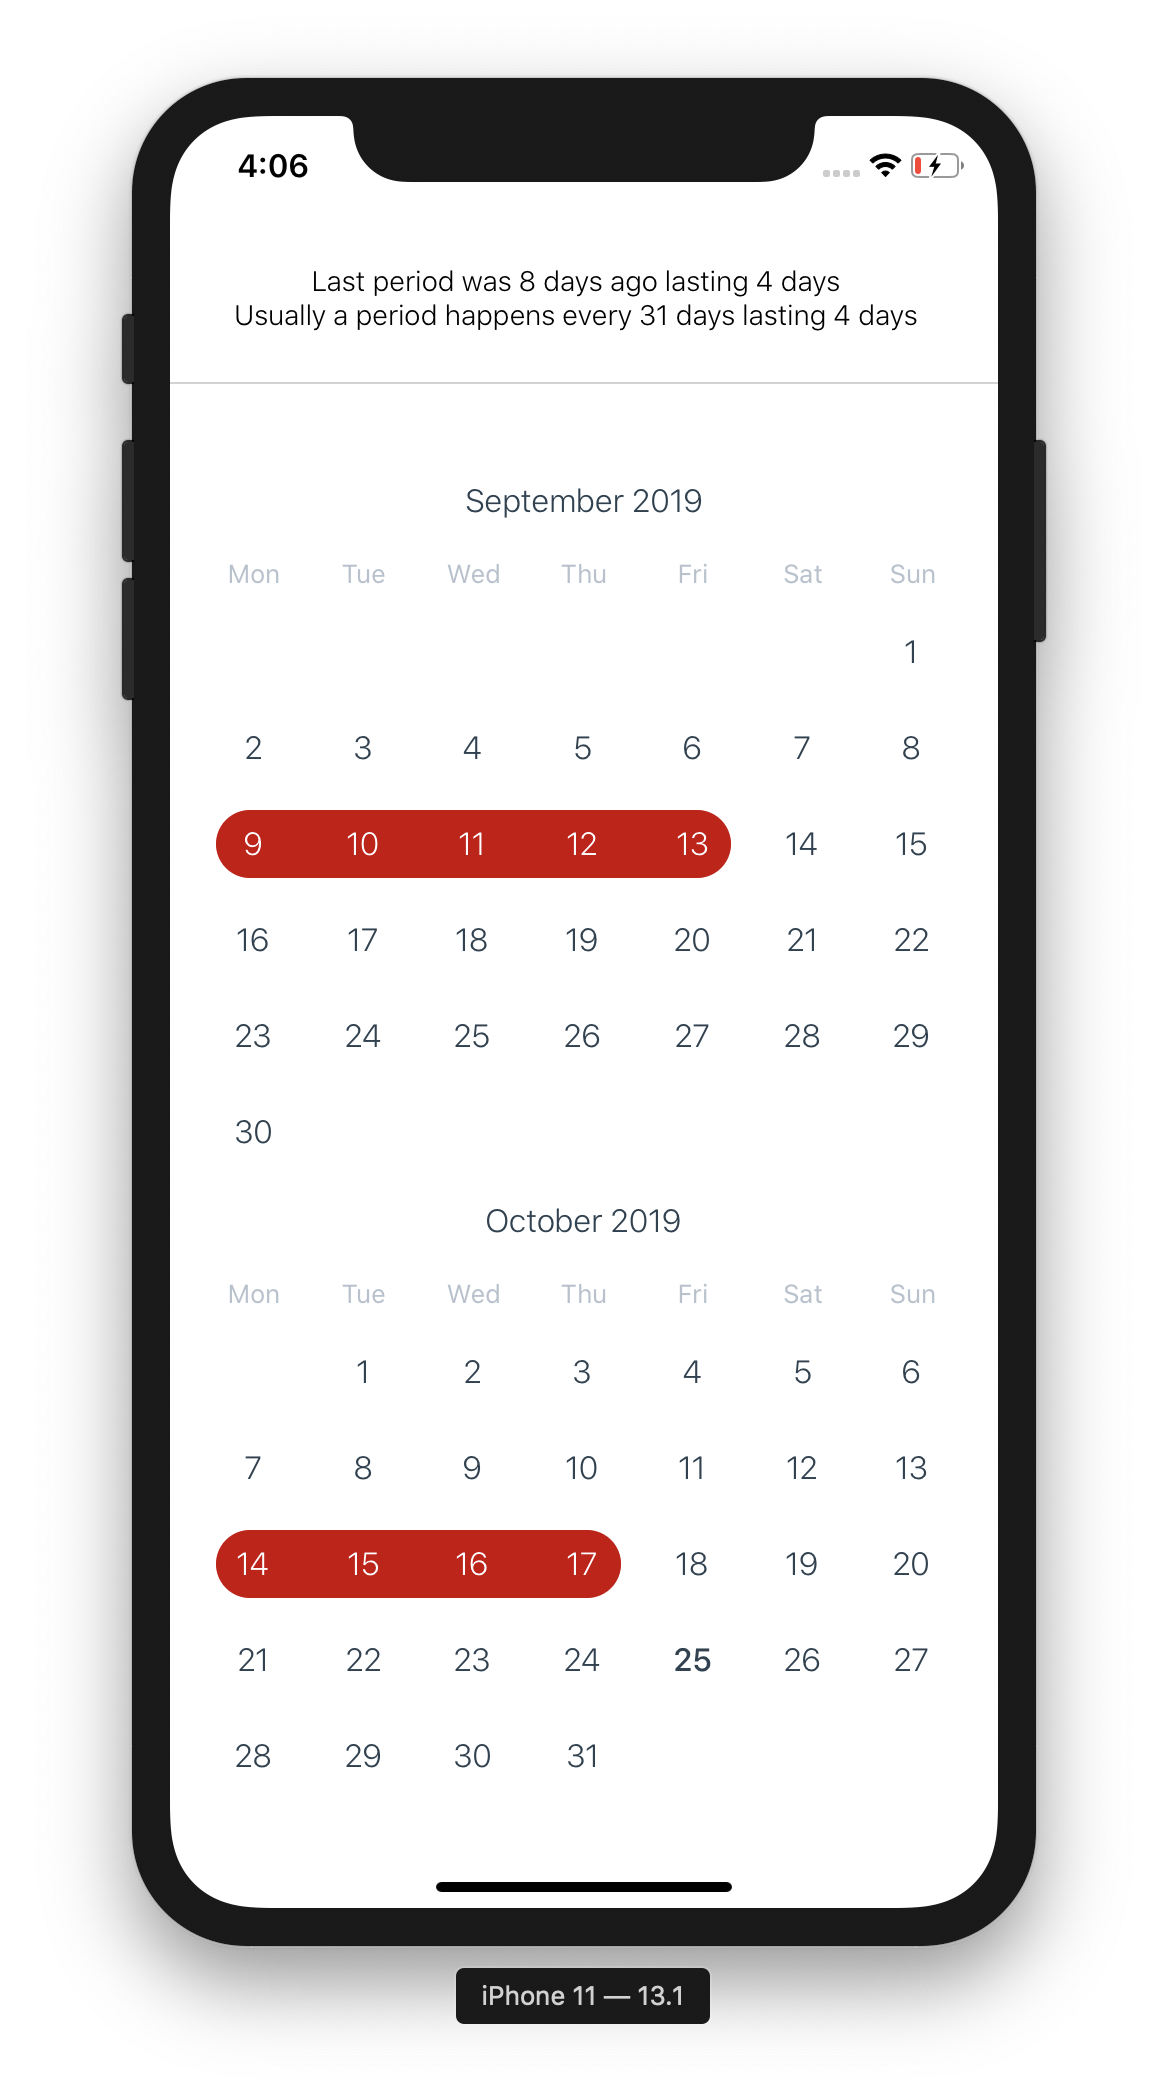 4:06
Last period was 8 days ago lasting 4 days
Usually a period happens every 31 days lasting 4 days
September 2019
Mon Tue Wed Thu Fri Sat Sun
1
2 3 4 5 6 7 8
9 10 11 12 13 14 15
16 17 18 19 20 21 22
23 24 25 26 27 28 29
30
October 2019
Mon Tue Wed Thu Fri Sat Sun
1 2 3 4 5 6
7 8 9 10 11 12 13
14 15 16 17 18 19 20
21 22 23 24 25 26 27
28 29 30 31
iPhone 11 — 13.1